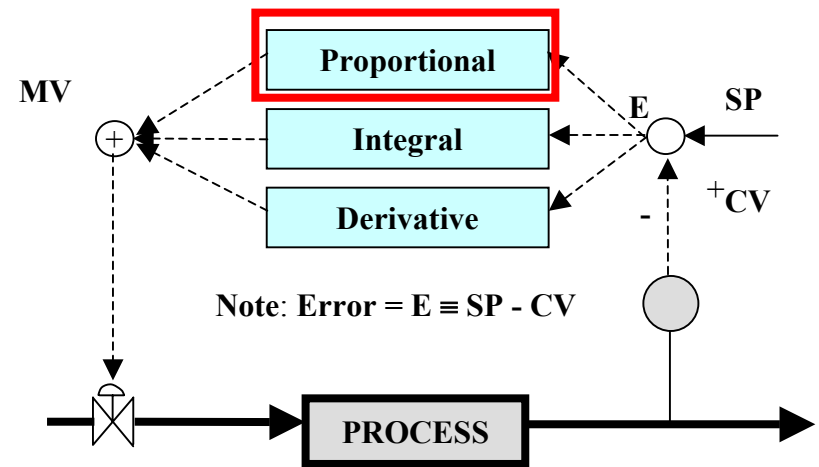 Proportional
MV
E
SP
+
Integral
+CV
Derivative
-
Note: Error = E ≡ SP - CV
PROCESS